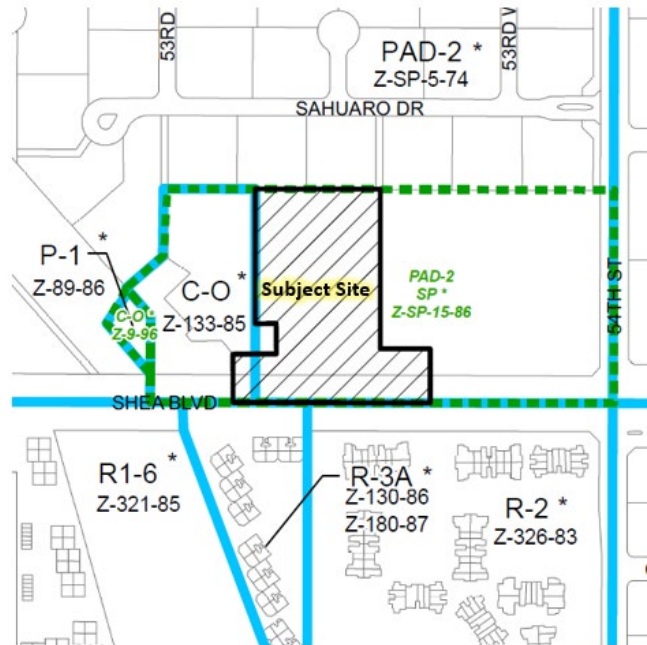 53RD
PAD-2 *
Z-SP-5-74
53RD
SAHUARO DR
P-1 *
Z-89-86
C-O *
Z-133-85
C-O *
Z-9-96
Subject Site
PAD-2
SP *
Z-SP-15-86
54TH ST
SHEA BLVD
R1-6 *
Z-321-85
R-3A *
Z-130-86
Z-180-87
R-2 *
Z-326-83